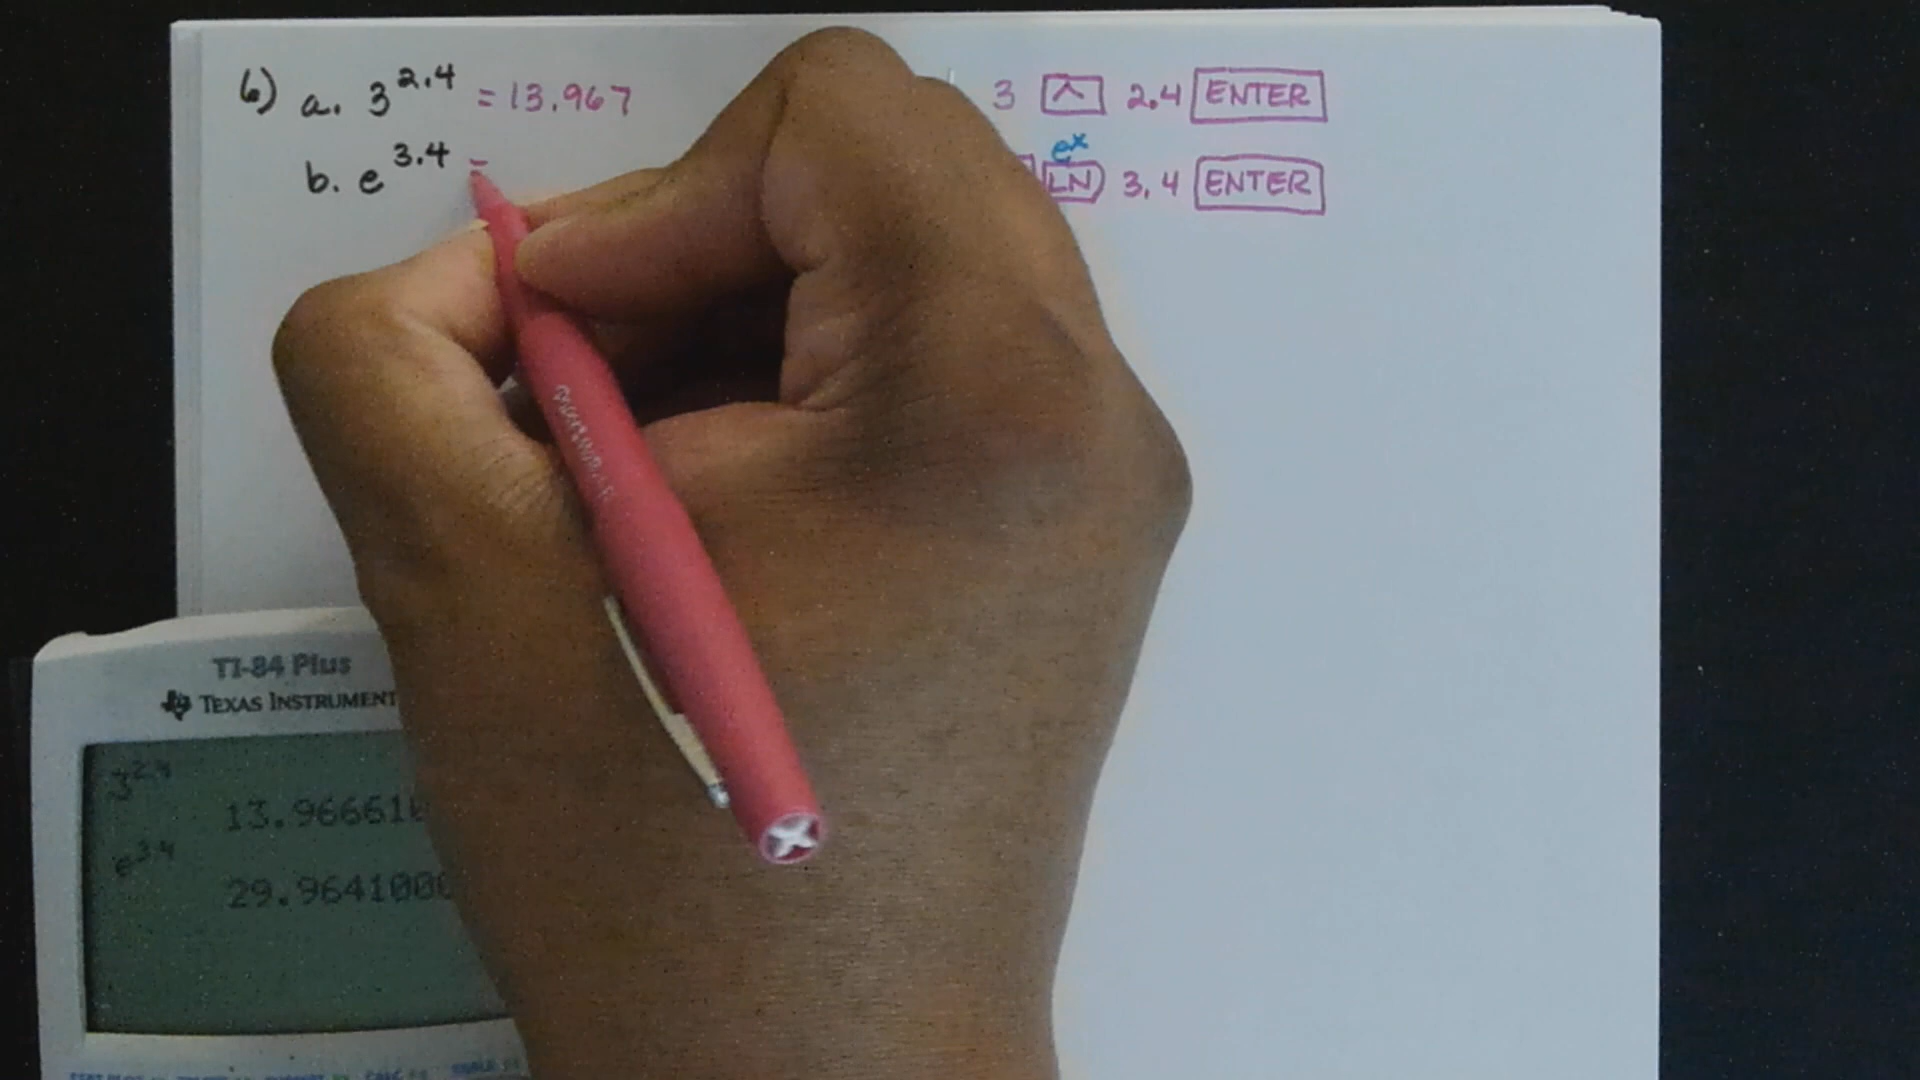 6) a. 3^2.4 = 13.967 3 ^ 2.4 ENTER
e^x
b. e^3.4 = LN 3.4 ENTER
TI-84 Plus
TEXAS INSTRUMENT
3^2.4
13.96661
e^3.4
29.9641000